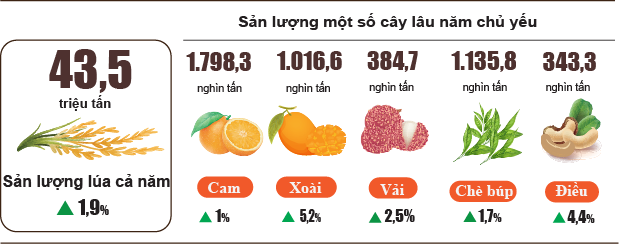 Sản lượng một số cây lâu năm chủ yếu
43,5
triệu tấn
Sản lượng lúa cả năm
1,9%
1.798,3
nghìn tấn
Cam
1%
1.016,6
nghìn tấn
Xoài
5,2%
384,7
nghìn tấn
Vải
2,5%
1.135,8
nghìn tấn
Chè búp
1,7%
343,3
nghìn tấn
Điều
4,4%